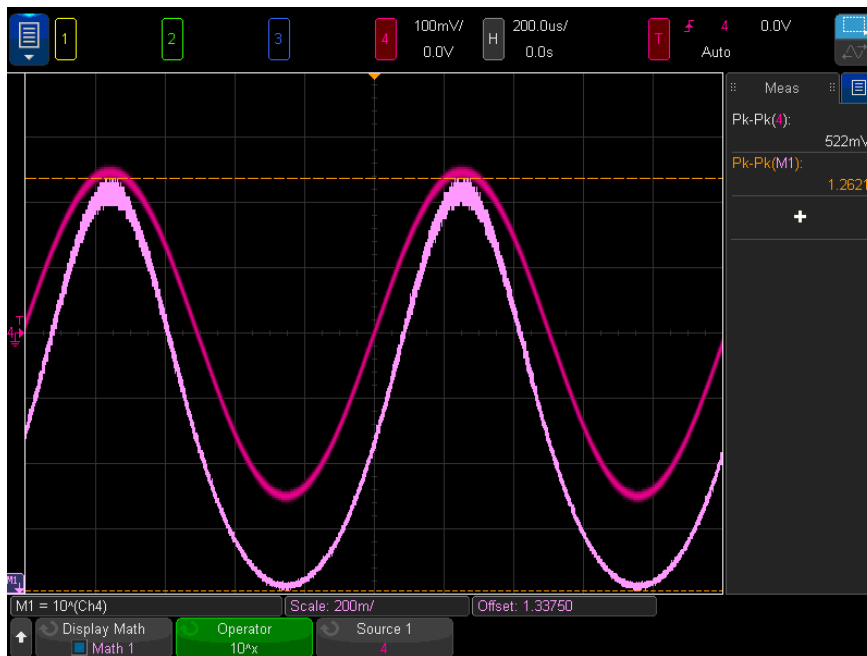 1 2 3 4 100mV/ 0.0V H 200.0us/ 0.0s T 4 0.0V Auto
Meas
Pk-Pk(4):
522mV
Pk-Pk(M1):
1.2621
+
T
4
M1
M1 = 10^(Ch4) Scale: 200m/ Offset: 1.33750
Display Math
Math 1
Operator
10^x
Source 1
4